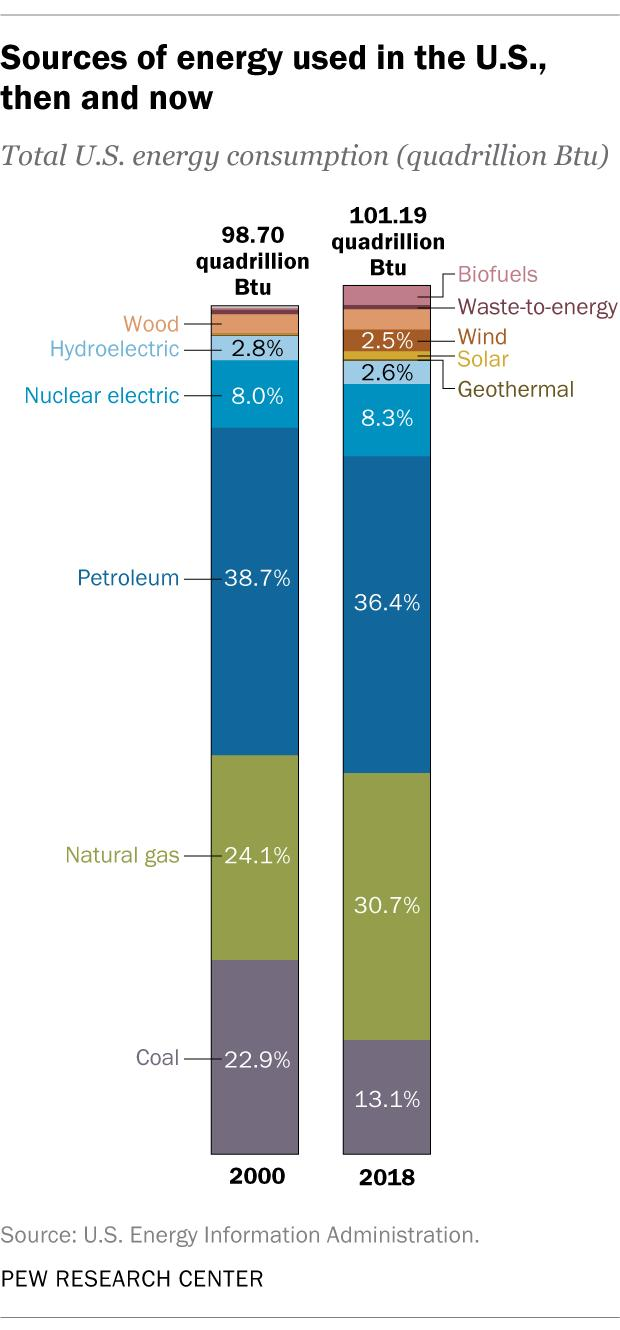 Sources of energy used in the U.S.,
then and now
Total U.S. energy consumption (quadrillion Btu)
98.70
quadrillion
Btu
101.19
quadrillion
Btu
Biofuels
Waste-to-energy
Wood
Wind
2.5%
Solar
Hydroelectric
2.8%
2.6%
Geothermal
Nuclear electric
8.0%
8.3%
Petroleum
38.7%
36.4%
Natural gas
24.1%
30.7%
Coal
22.9%
13.1%
2000
2018
Source: U.S. Energy Information Administration.
PEW RESEARCH CENTER